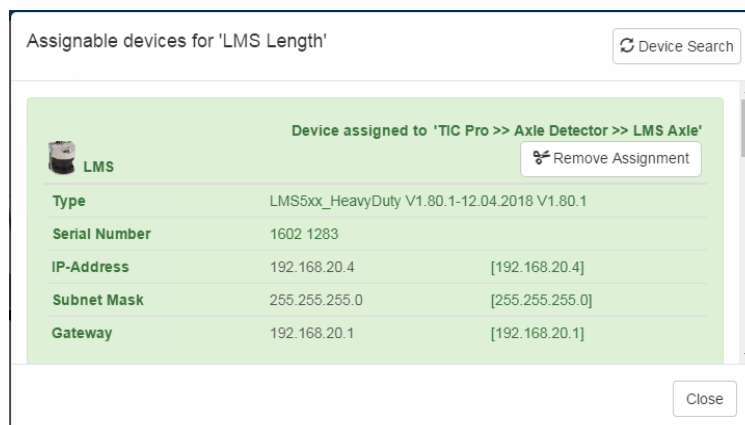 Assignable devices for 'LMS Length'
Device Search
Device assigned to 'TIC Pro >> Axle Detector >> LMS Axle'
LMS
Remove Assignment
Type LMS5xx_HeavyDuty V1.80.1-12.04.2018 V1.80.1
Serial Number 1602 1283
IP-Address 192.168.20.4 [192.168.20.4]
Subnet Mask 255.255.255.0 [255.255.255.0]
Gateway 192.168.20.1 [192.168.20.1]
Close